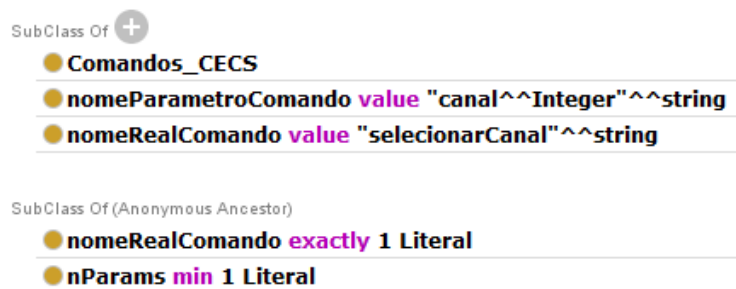 SubClass Of
Comandos_CECS
nomeParametroComando value "canal^^Integer"^^string
nomeRealComando value "selecionarCanal"^^string
SubClass Of (Anonymous Ancestor)
nomeRealComando exactly 1 Literal
nParams min 1 Literal